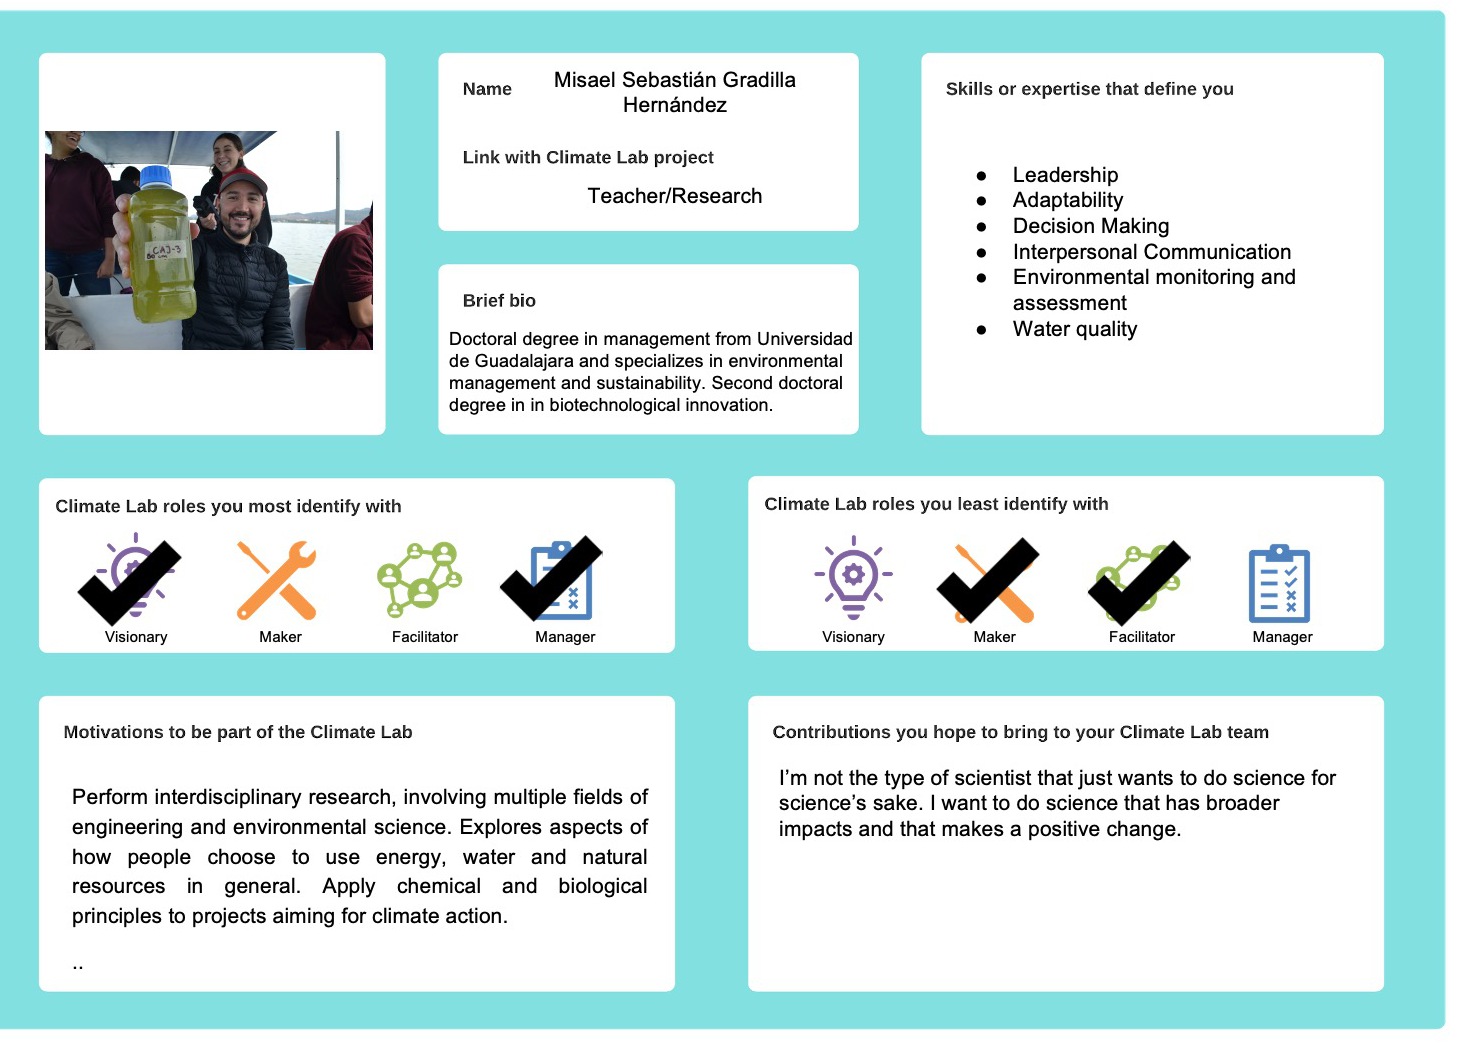 Name
Misael Sebastián Gradilla
Hernández
Link with Climate Lab project
Teacher/Research
Skills or expertise that define you
● Leadership
● Adaptability
● Decision Making
● Interpersonal Communication
● Environmental monitoring and
assessment
● Water quality
CAJ-3
80 cm
Brief bio
Doctoral degree in management from Universidad
de Guadalajara and specializes in environmental
management and sustainability. Second doctoral
degree in in biotechnological innovation.
Climate Lab roles you most identify with
Visionary
Maker
Facilitator
Manager
Climate Lab roles you least identify with
Visionary
Maker
Facilitator
Manager
Motivations to be part of the Climate Lab
Perform interdisciplinary research, involving multiple fields of
engineering and environmental science. Explores aspects of
how people choose to use energy, water and natural
resources in general. Apply chemical and biological
principles to projects aiming for climate action.
..
Contributions you hope to bring to your Climate Lab team
I'm not the type of scientist that just wants to do science for
science's sake. I want to do science that has broader
impacts and that makes a positive change.